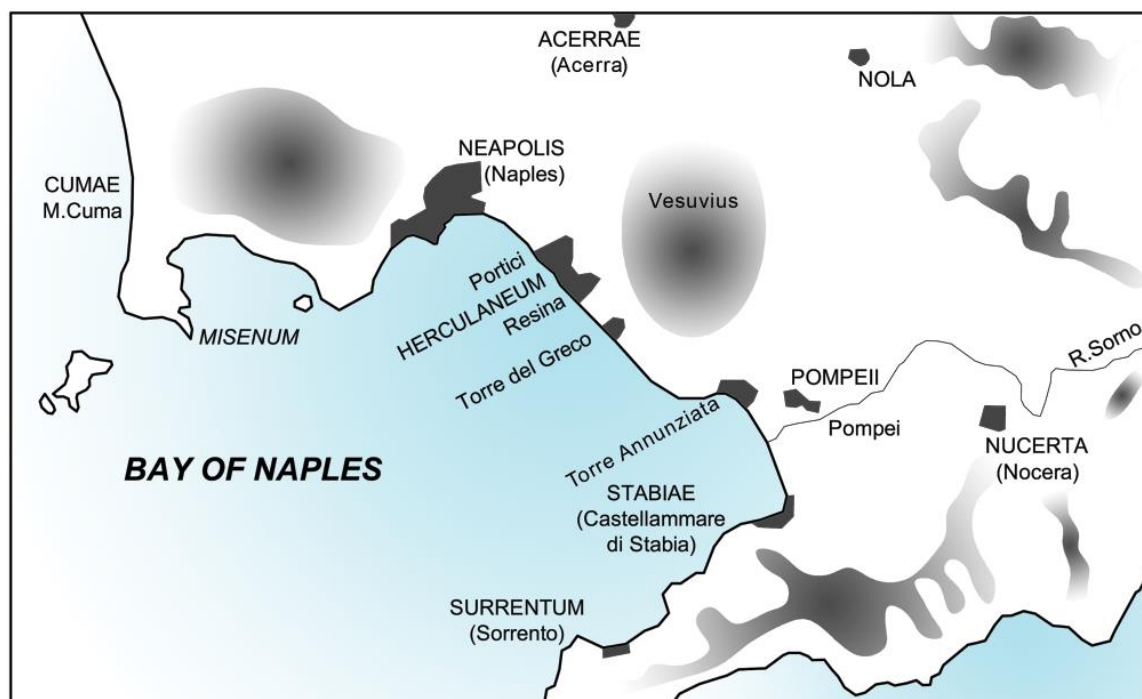 ACERRAE
(Acerra)
NOLA
NEAPOLIS
(Naples)
CUMAE
M.Cuma
Vesuvius
Portici
HERCULANEUM
Resina
MISENUM
Torre del Greco
R.Sorno
POMPEII
Pompei
Torre Annunziata
NUCERTA
(Nocera)
BAY OF NAPLES
STABIAE
(Castellammare
di Stabia)
SURRENTUM
(Sorrento)